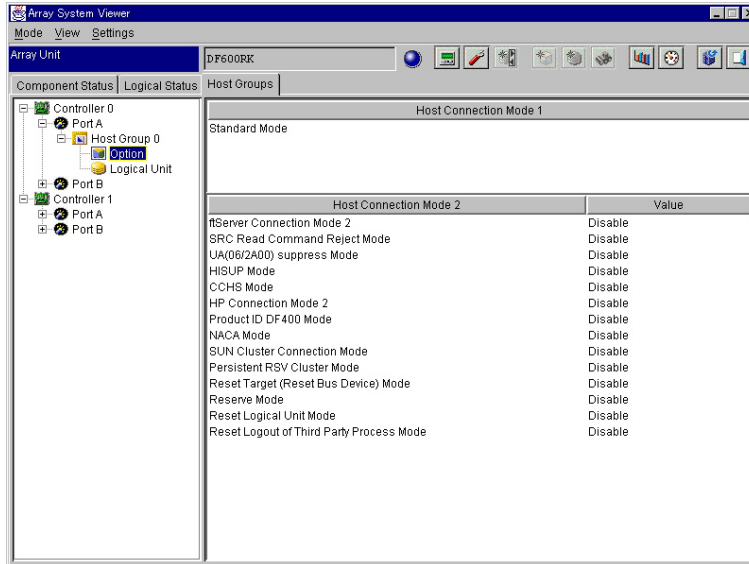 Array System Viewer
Mode View Settings
Array Unit
DF600RK
Component Status Logical Status Host Groups
Controller 0
Port A
Host Group 0
Option
Logical Unit
Port B
Controller 1
Port A
Port B
Host Connection Mode 1
Standard Mode
Host Connection Mode 2 Value
ftServer Connection Mode 2 Disable
SRC Read Command Reject Mode Disable
UA(06/2A00) suppress Mode Disable
HISUP Mode Disable
CCHS Mode Disable
HP Connection Mode 2 Disable
Product ID DF400 Mode Disable
NACA Mode Disable
SUN Cluster Connection Mode Disable
Persistent RSV Cluster Mode Disable
Reset Target (Reset Bus Device) Mode Disable
Reserve Mode Disable
Reset Logical Unit Mode Disable
Reset Logout of Third Party Process Mode Disable